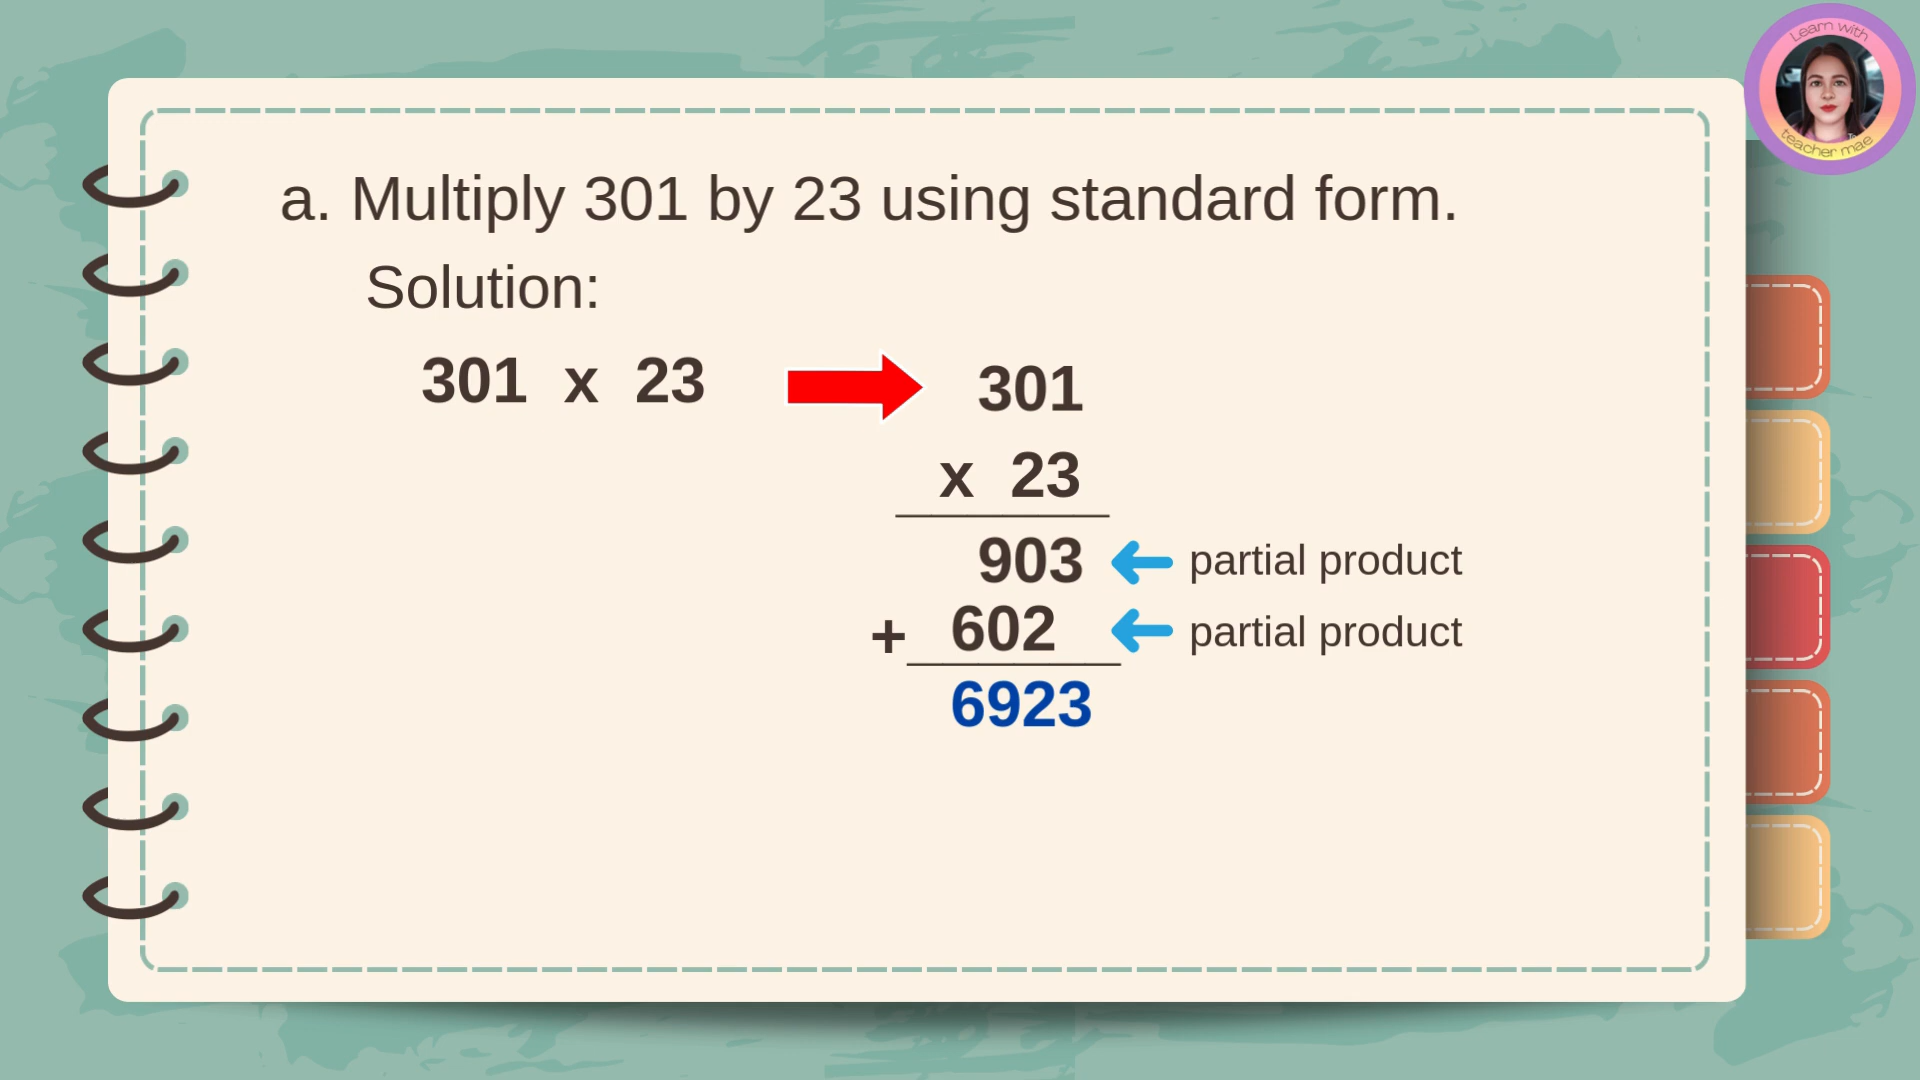 Learn with
teacher mae
a. Multiply 301 by 23 using standard form.
Solution:
301 x 23
301
x 23
903 partial product
+ 602 partial product
6923